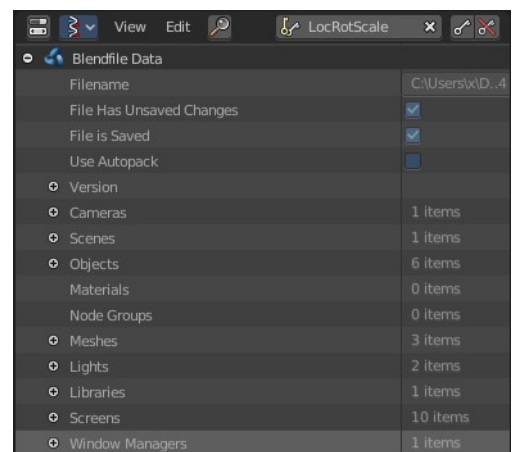 View Edit LocRotScale
Blendfile Data
Filename C:\Users\x\D..4
File Has Unsaved Changes
File is Saved
Use Autopack
Version
Cameras 1 items
Scenes 1 items
Objects 6 items
Materials 0 items
Node Groups 0 items
Meshes 3 items
Lights 2 items
Libraries 1 items
Screens 10 items
Window Managers 1 items